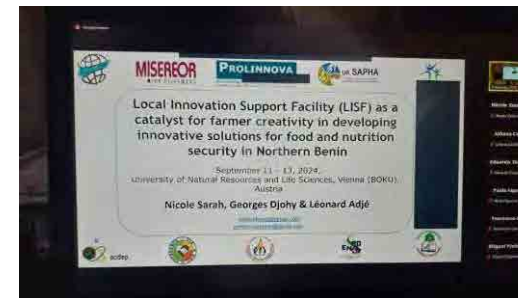 MISEREOR
PROLINNOVA
SAPHA
Local Innovation Support Facility (LISF) as a
catalyst for farmer creativity in developing
innovative solutions for food and nutrition
security in Northern Benin
September 11 - 13, 2024,
University of Natural Resources and Life Sciences, Vienna (BOKU),
Austria
Nicole Sarah, Georges Djohy & Léonard Adjé
acdep